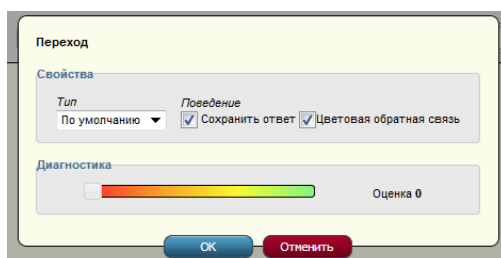 Переход
Свойства
Тип Поведение
По умолчанию Сохранить ответ Цветовая обратная связь
Диагностика
Оценка 0
OK Отменить